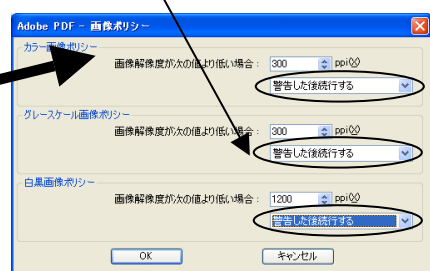 Adobe PDF - 画像ポリシー
カラー画像ポリシー
画像解像度が次の値より低い場合： 300 ppi(X)
警告した後続行する
グレースケール画像ポリシー
画像解像度が次の値より低い場合： 300 ppi(Y)
警告した後続行する
白黒画像ポリシー
画像解像度が次の値より低い場合： 1200 ppi(X)
警告した後続行する
OK キャンセル